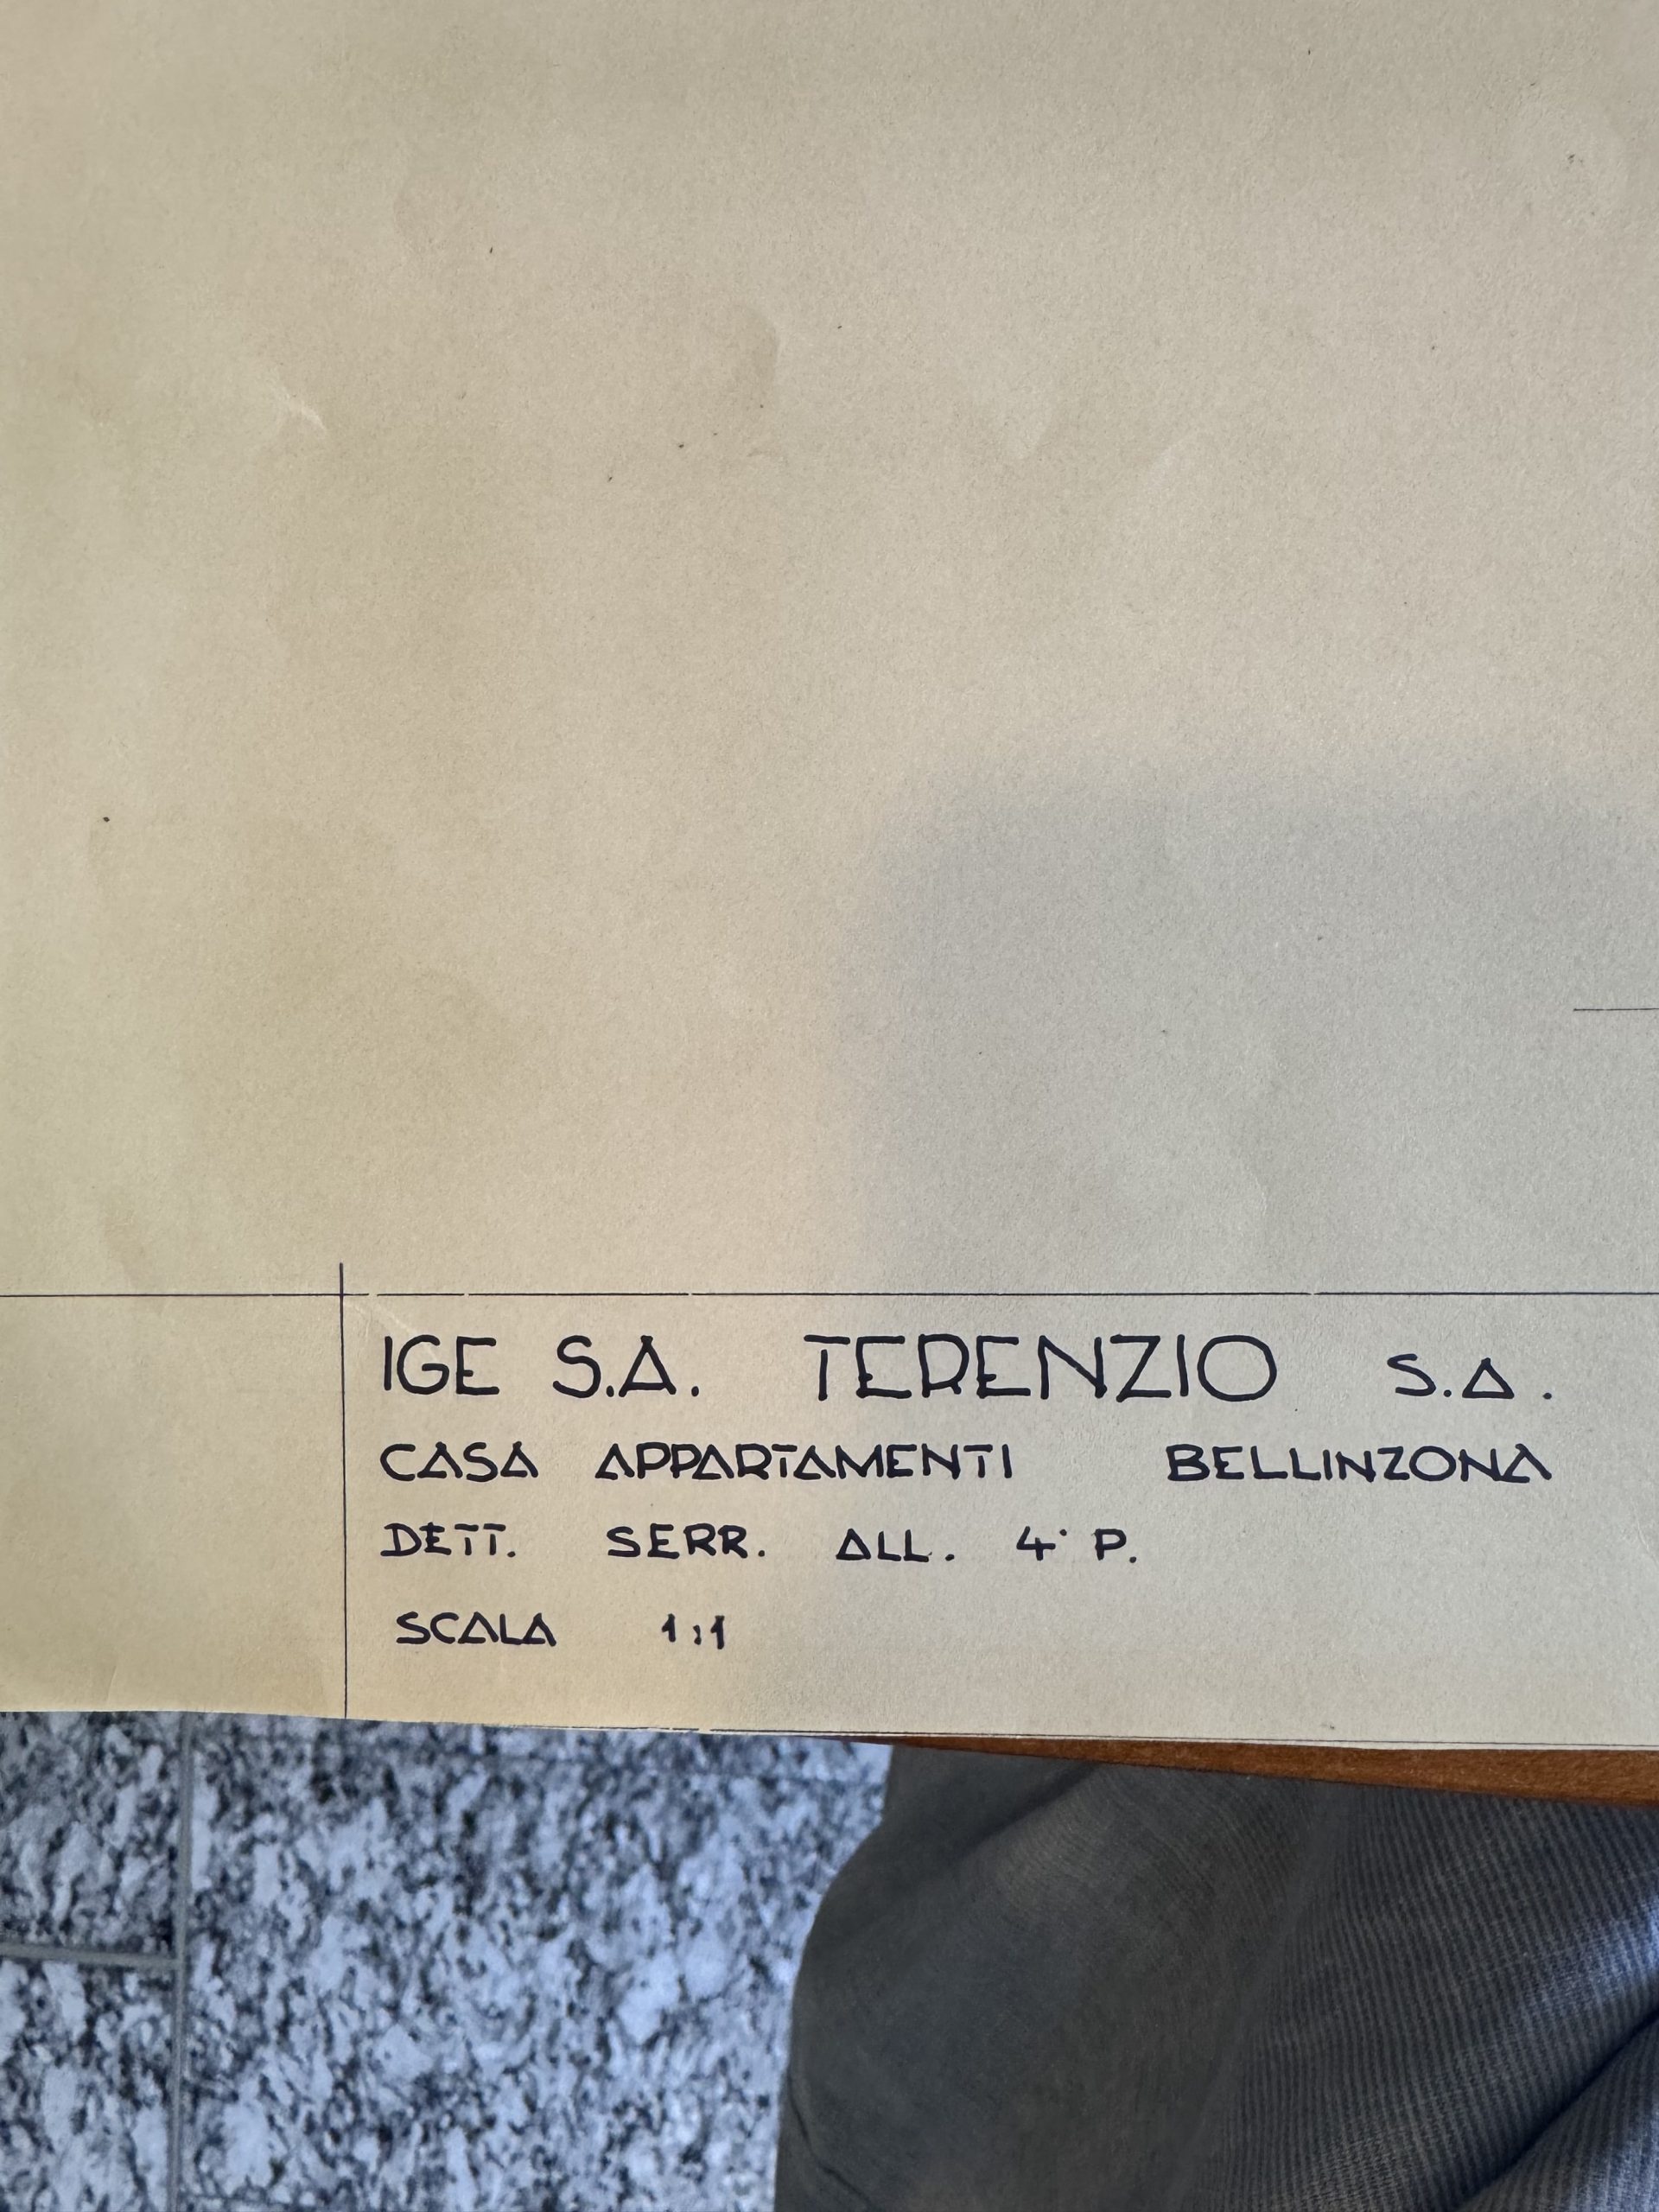 IGE S.A. TERENZIO S.A.
CASA APPARTAMENTI BELLINZONA
DETT. SERR. ALL. 4° P.
SCALA 1:1